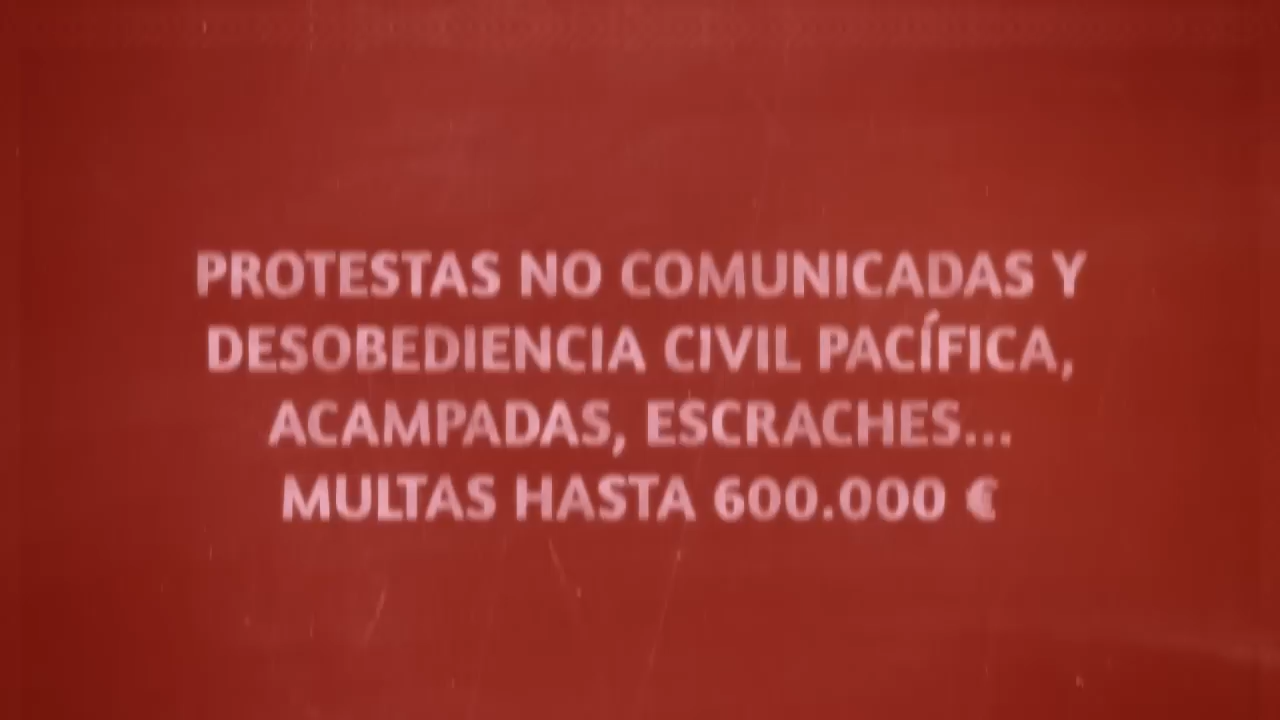 PROTESTAS NO COMUNICADAS Y
DESOBEDIENCIA CIVIL PACÍFICA,
ACAMPADAS, ESCRACHES...
MULTAS HASTA 600.000 €